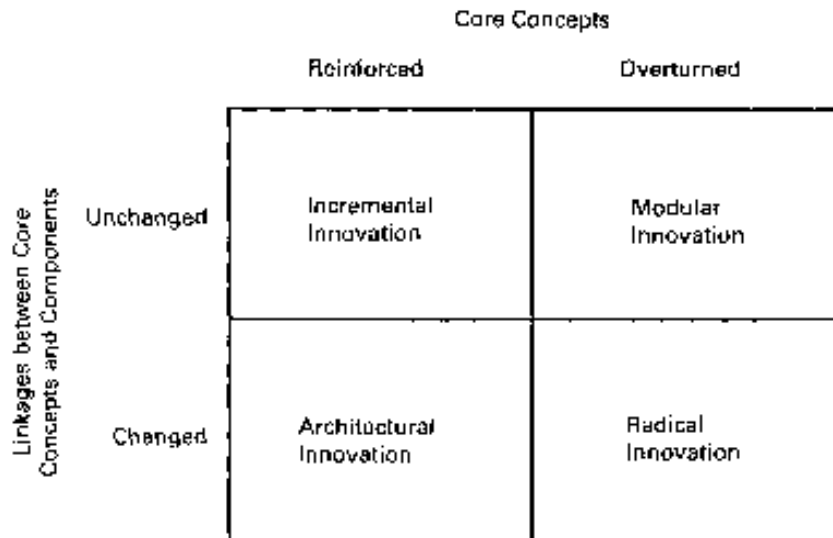 Core Concepts
Reinforced
Overturned
Linkages between Core
Concepts and Components
Unchanged
Incremental
Innovation
Modular
Innovation
Changed
Architectural
Innovation
Radical
Innovation